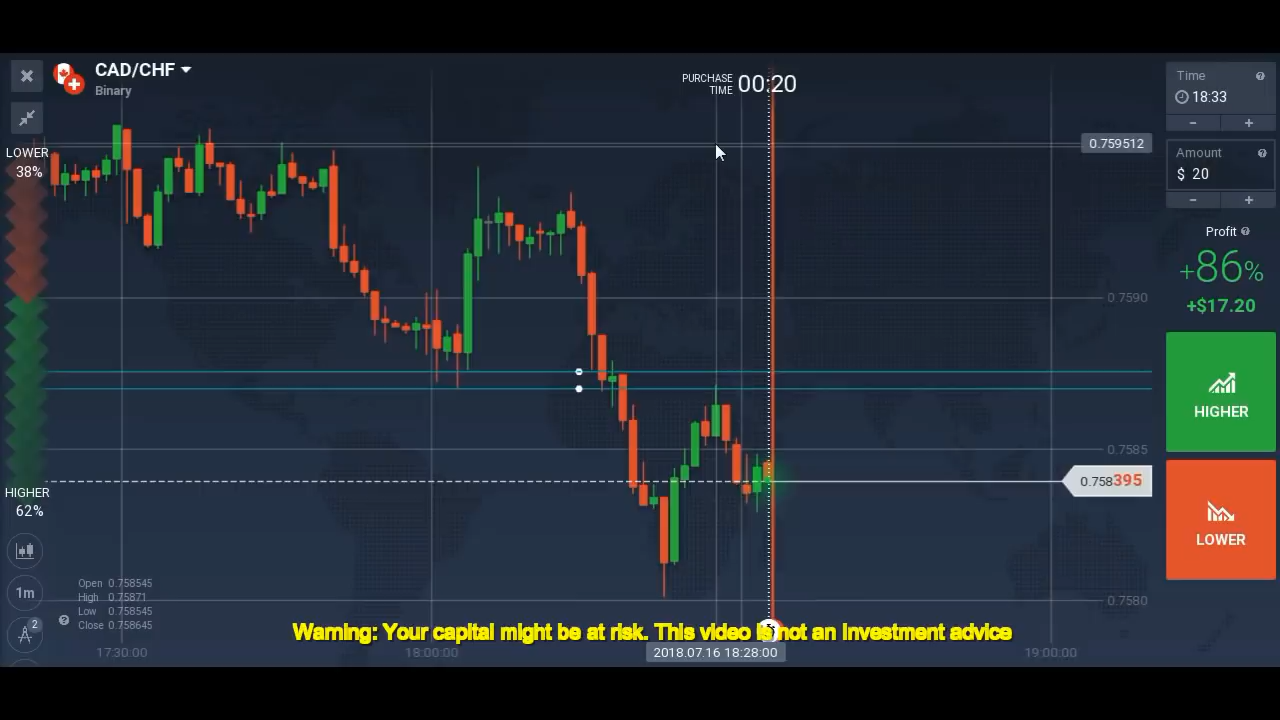 CAD/CHF
Binary
PURCHASE
TIME
00:20
LOWER
38%
HIGHER
62%
1m
2
Open 0.758545
High 0.75871
Low 0.758545
Close 0.758645
0.759512
0.7590
0.7585
0.758395
0.7580
17:30:00
18:00:00
2018.07.16 18:28:00
19:00:00
Warning: Your capital might be at risk. This video is not an investment advice
Time
18:33
- +
Amount
$ 20
- +
Profit
+86%
+$17.20
HIGHER
LOWER